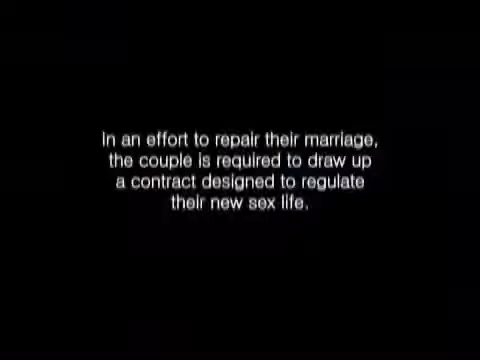 In an effort to repair their marriage,
the couple is required to draw up
a contract designed to regulate
their new sex life.